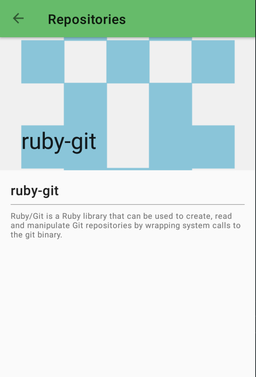 Repositories
ruby-git
ruby-git
Ruby/Git is a Ruby library that can be used to create, read
and manipulate Git repositories by wrapping system calls to
the git binary.